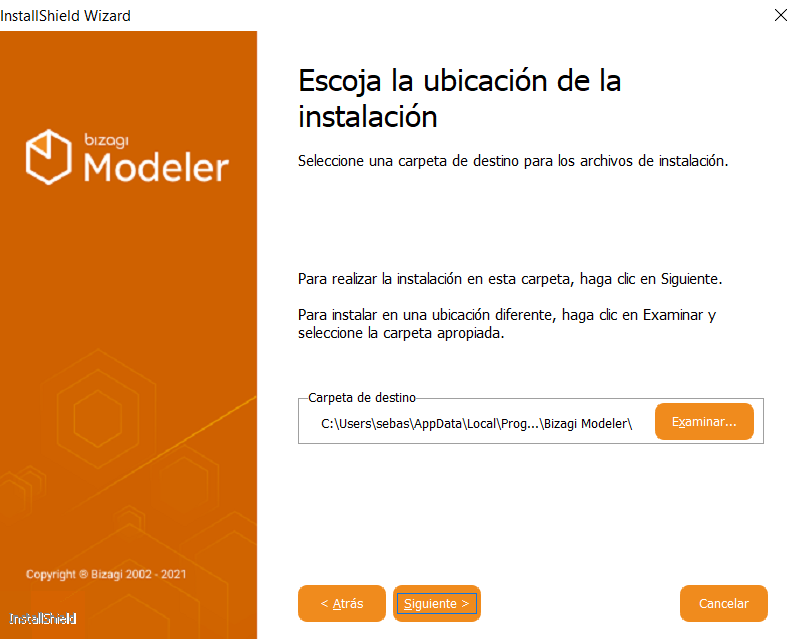 InstallShield Wizard
bizagi
Modeler
Escoja la ubicación de la
instalación
Seleccione una carpeta de destino para los archivos de instalación.
Para realizar la instalación en esta carpeta, haga clic en Siguiente.
Para instalar en una ubicación diferente, haga clic en Examinar y
seleccione la carpeta apropiada.
Carpeta de destino
C:\Users\sebas\AppData\Local\Prog...\Bizagi Modeler\
Examinar...
Copyright ® Bizagi 2002 - 2021
InstallShield
< Atrás
Siguiente >
Cancelar